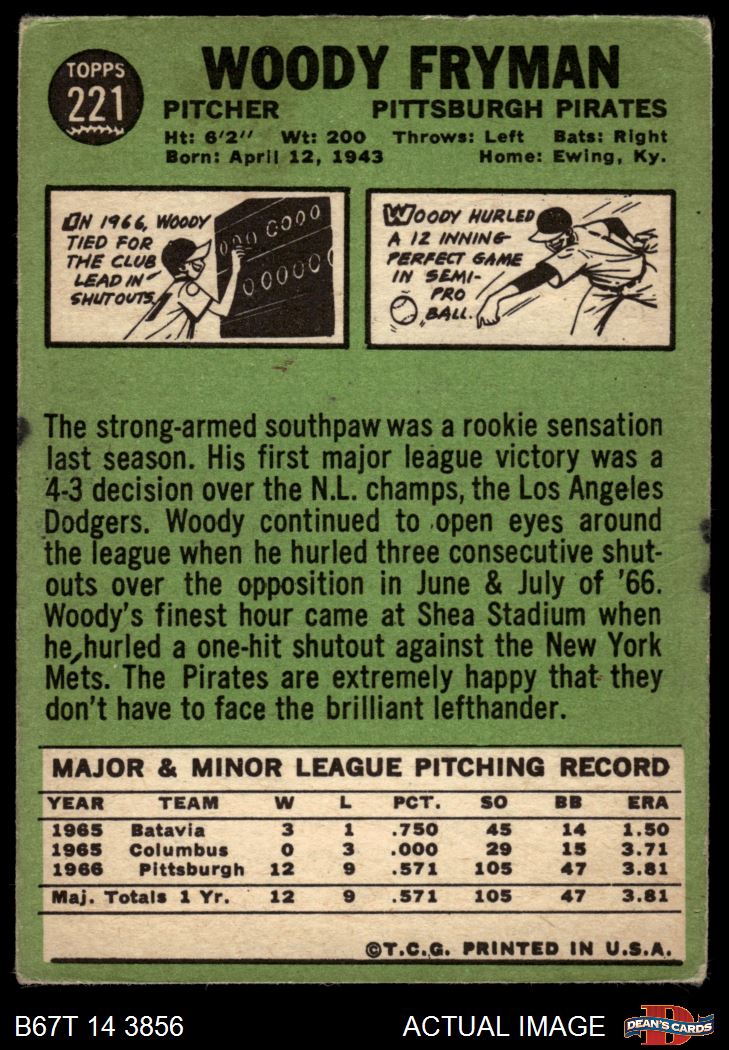 TOPPS
221
WOODY FRYMAN
PITCHER PITTSBURGH PIRATES
Ht: 6'2" Wt: 200 Throws: Left Bats: Right
Born: April 12, 1943 Home: Ewing, Ky.
IN 1966, WOODY
TIED FOR
THE CLUB
LEAD IN
SHUTOUTS.
WOODY HURLED
A 12 INNING
PERFECT GAME
IN SEMI-
PRO
BALL.
The strong-armed southpaw was a rookie sensation
last season. His first major league victory was a
4-3 decision over the N.L. champs, the Los Angeles
Dodgers. Woody continued to open eyes around
the league when he hurled three consecutive shut-
outs over the opposition in June & July of '66.
Woody's finest hour came at Shea Stadium when
he hurled a one-hit shutout against the New York
Mets. The Pirates are extremely happy that they
don't have to face the brilliant lefthander.
MAJOR & MINOR LEAGUE PITCHING RECORD
YEAR TEAM W L PCT. SO BB ERA
1965 Batavia 3 1 .750 45 14 1.50
1965 Columbus 0 3 .000 29 15 3.71
1966 Pittsburgh 12 9 .571 105 47 3.81
Maj. Totals 1 Yr. 12 9 .571 105 47 3.81
©T.C.G. PRINTED IN U.S.A.
B67T 14 3856 ACTUAL IMAGE
DEAN'S CARDS